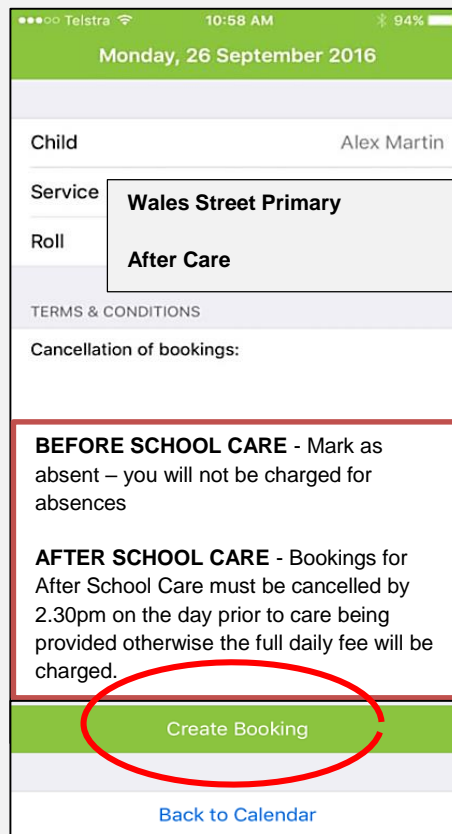 ●●●○○ Telstra 10:58 AM 94%
Monday, 26 September 2016
Child Alex Martin
Service Wales Street Primary
Roll After Care
TERMS & CONDITIONS
Cancellation of bookings:
BEFORE SCHOOL CARE - Mark as
absent – you will not be charged for
absences
AFTER SCHOOL CARE - Bookings for
After School Care must be cancelled by
2.30pm on the day prior to care being
provided otherwise the full daily fee will be
charged.
Create Booking
Back to Calendar